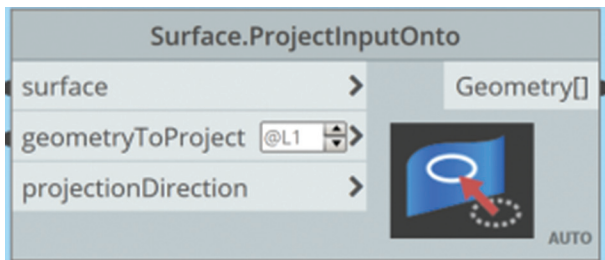 Surface.ProjectInputOnto
surface >
Geometry[]
geometryToProject @L1 >
projectionDirection >
AUTO